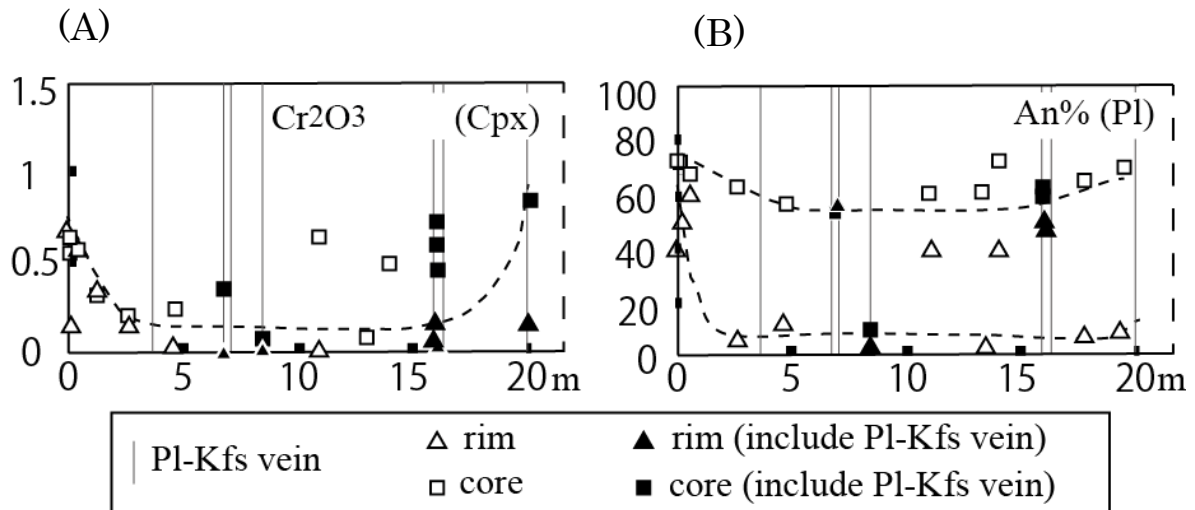 (A)
(B)
1.5
1
0.5
0
Cr2O3 (Cpx)
0 5 10 15 20 m
100
80
60
40
20
0
An% (Pl)
0 5 10 15 20 m
Pl-Kfs vein
rim
rim (include Pl-Kfs vein)
core
core (include Pl-Kfs vein)